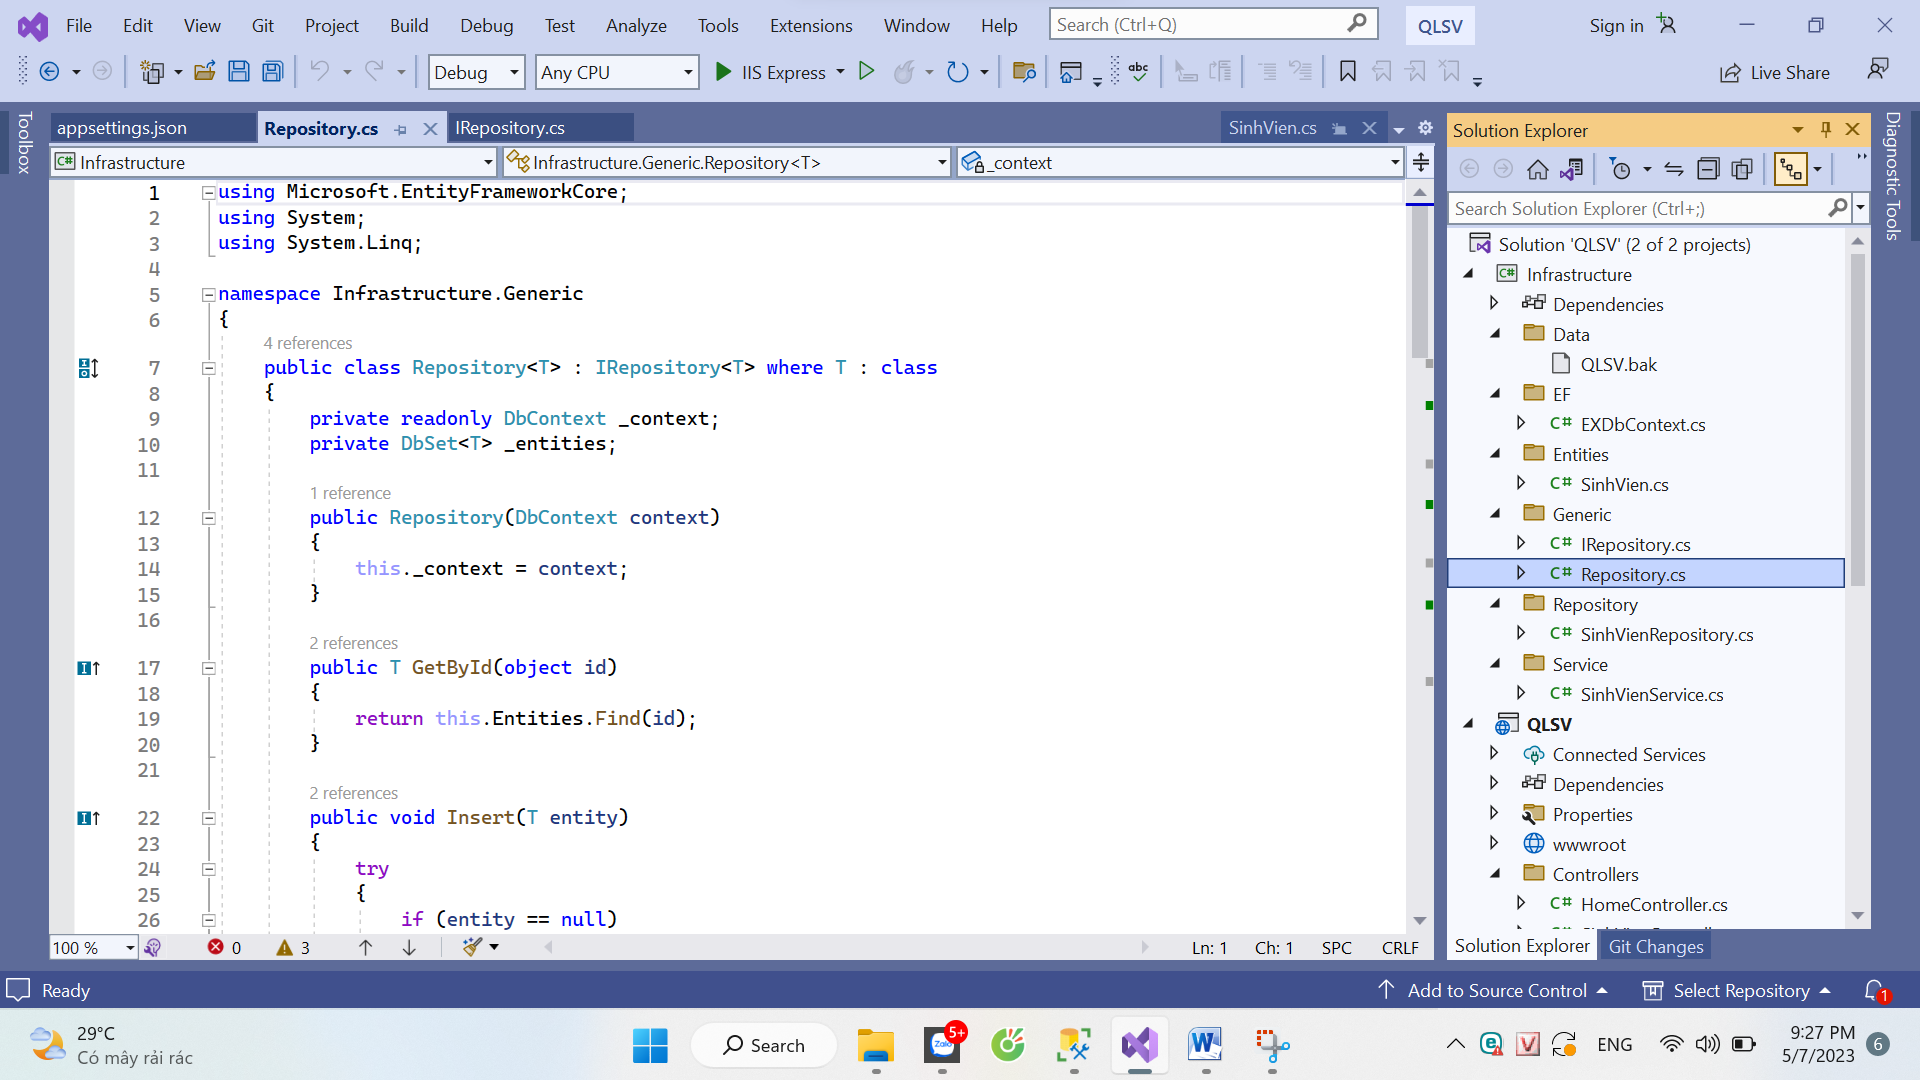 File Edit View Git Project Build Debug Test Analyze Tools Extensions Window Help Search (Ctrl+Q) QLSV Sign in
Debug Any CPU IIS Express abc Live Share
Toolbox
appsettings.json Repository.cs IRepository.cs SinhVien.cs
C# Infrastructure Infrastructure.Generic.Repository<T> _context
1 using Microsoft.EntityFrameworkCore;
2 using System;
3 using System.Linq;
4
5 namespace Infrastructure.Generic
6 {
4 references
7 public class Repository<T> : IRepository<T> where T : class
8 {
9 private readonly DbContext _context;
10 private DbSet<T> _entities;
11
1 reference
12 public Repository(DbContext context)
13 {
14 this._context = context;
15 }
16
2 references
17 public T GetById(object id)
18 {
19 return this.Entities.Find(id);
20 }
21
2 references
22 public void Insert(T entity)
23 {
24 try
25 {
26 if (entity == null)
100 % 0 3 Ln: 1 Ch: 1 SPC CRLF
Solution Explorer
Search Solution Explorer (Ctrl+;)
Solution 'QLSV' (2 of 2 projects)
C# Infrastructure
Dependencies
Data
QLSV.bak
EF
C# EXDbContext.cs
Entities
C# SinhVien.cs
Generic
C# IRepository.cs
C# Repository.cs
Repository
C# SinhVienRepository.cs
Service
C# SinhVienService.cs
QLSV
Connected Services
Dependencies
Properties
wwwroot
Controllers
C# HomeController.cs
Solution Explorer Git Changes
Diagnostic Tools
Ready Add to Source Control Select Repository 1
29°C
Có mây rải rác
Search
Zalo 5+
ENG
9:27 PM
5/7/2023
6